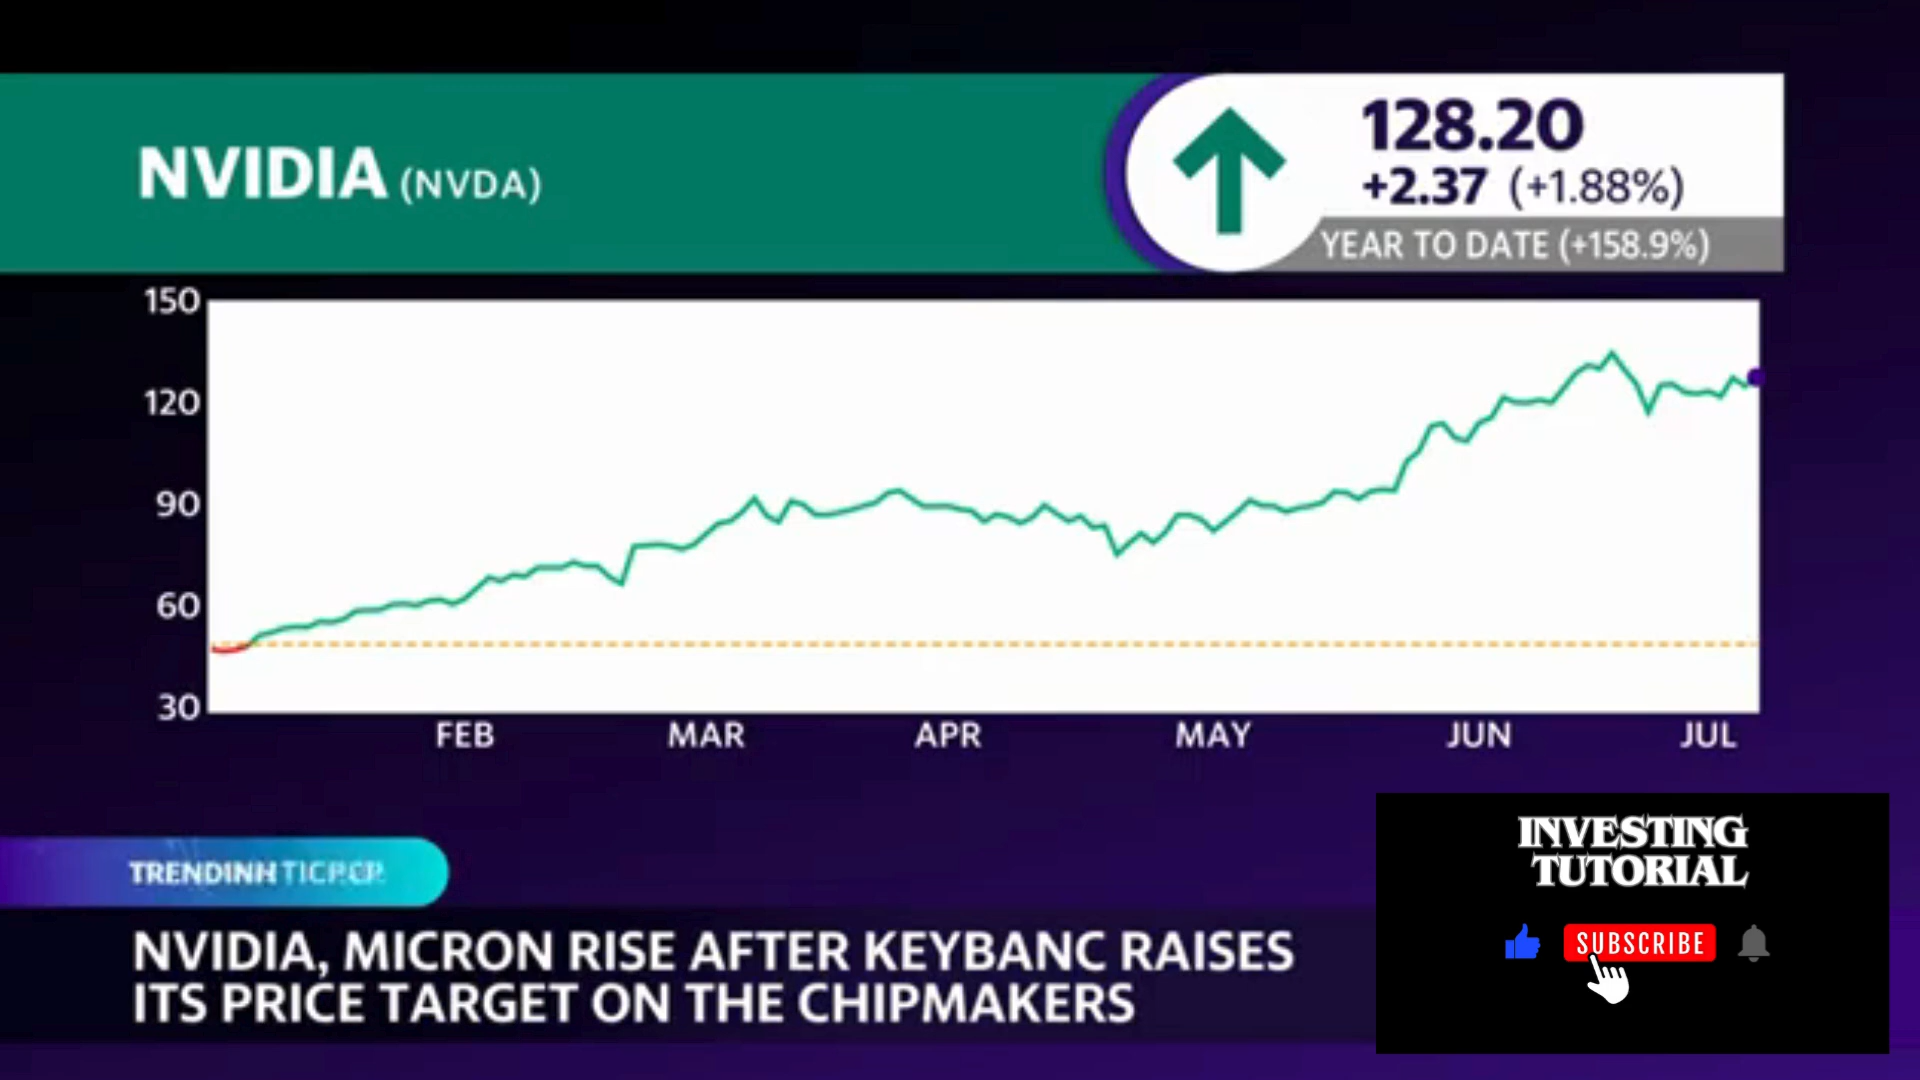 NVIDIA (NVDA)
128.20
+2.37 (+1.88%)
YEAR TO DATE (+158.9%)
150
120
90
60
30
FEB MAR APR MAY JUN JUL
NVIDIA, MICRON RISE AFTER KEYBANC RAISES
ITS PRICE TARGET ON THE CHIPMAKERS
INVESTING
TUTORIAL
SUBSCRIBE